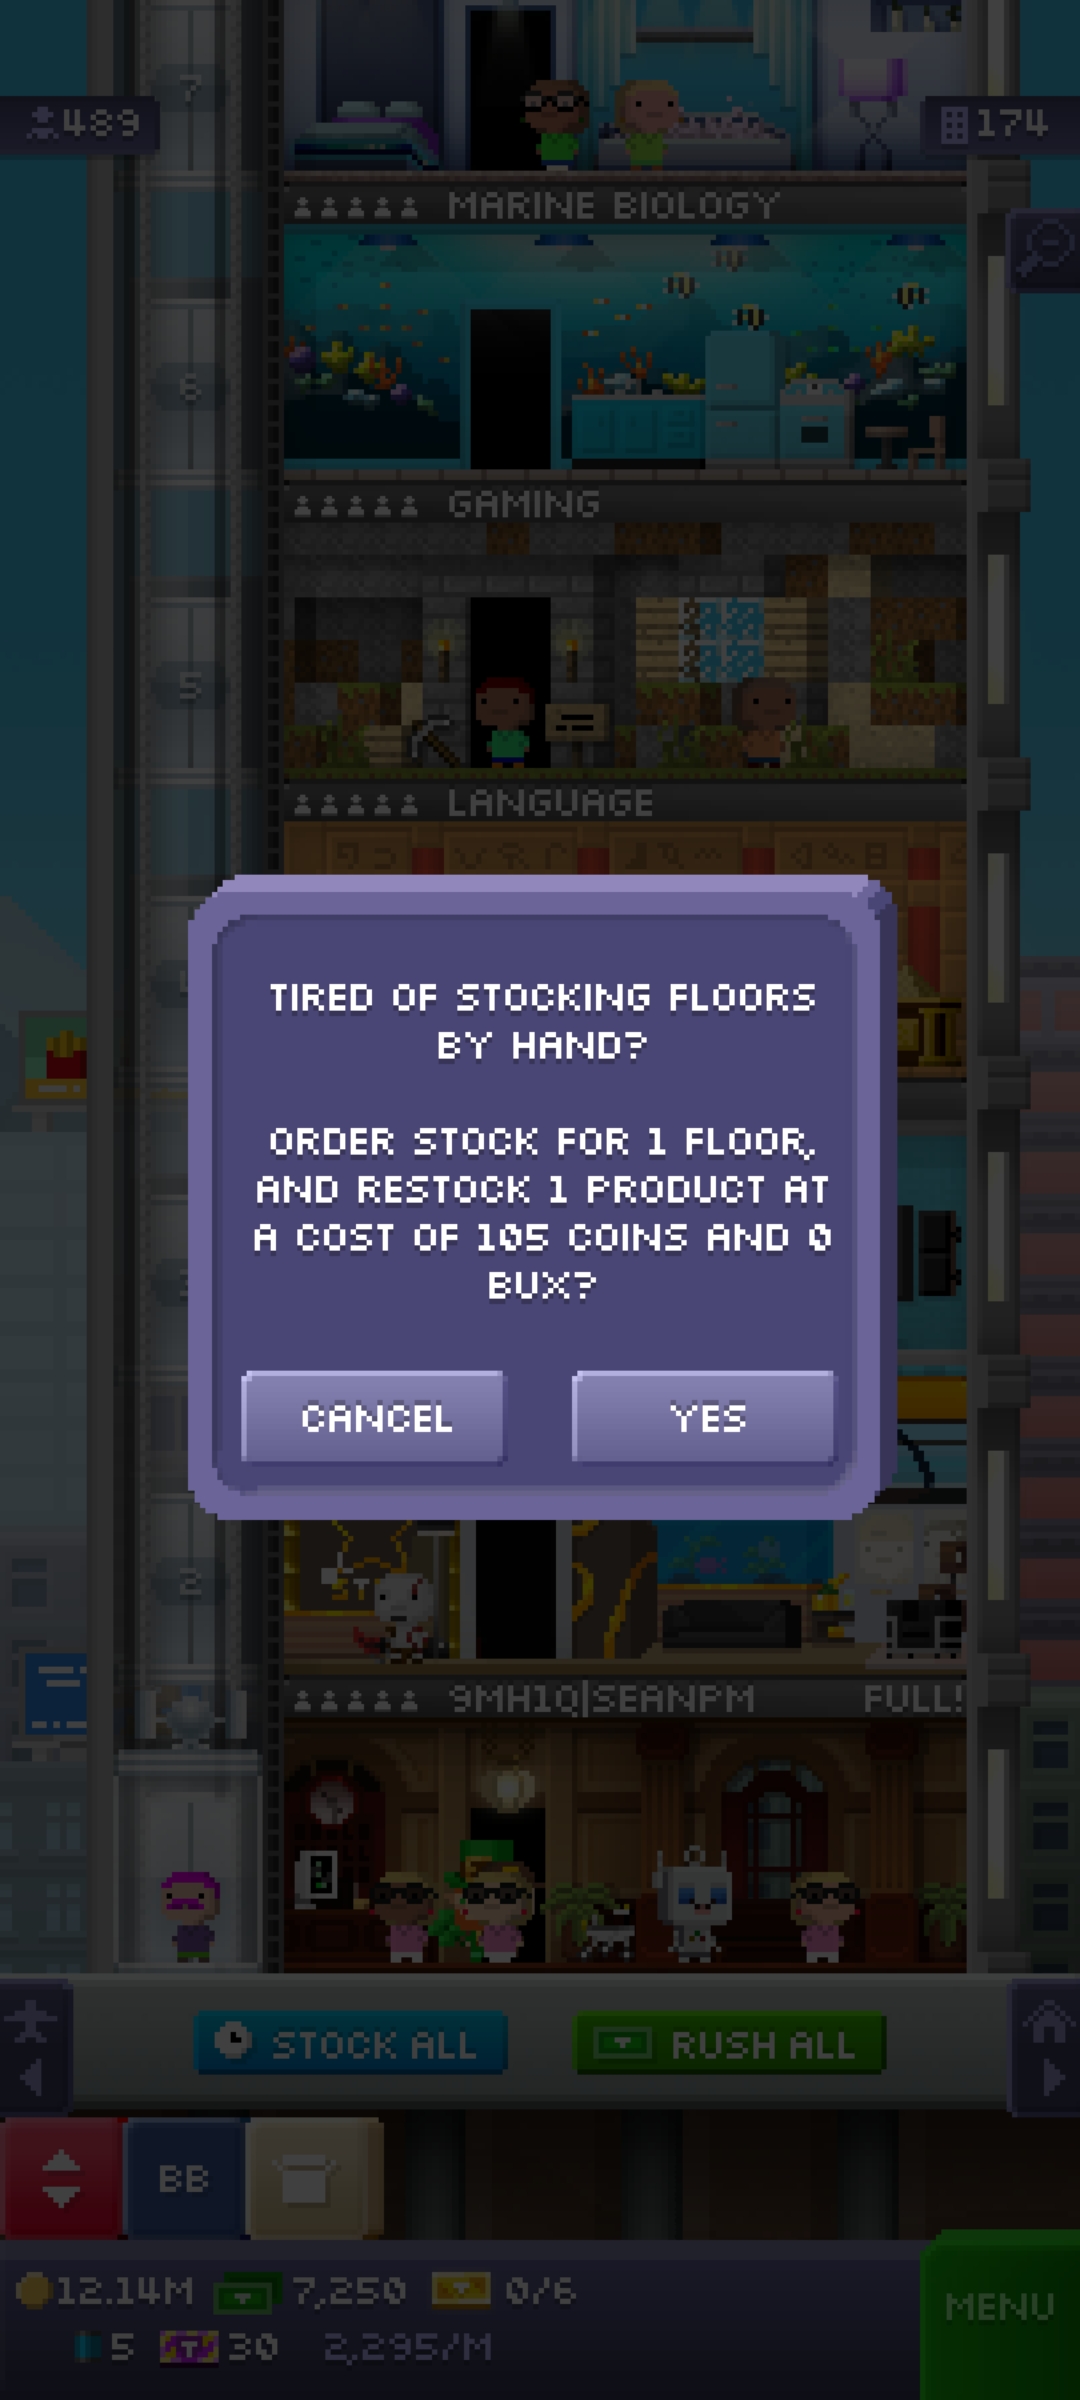 7
489
174
MARINE BIOLOGY
6
GAMING
5
LANGUAGE
TIRED OF STOCKING FLOORS
BY HAND?
ORDER STOCK FOR 1 FLOOR,
AND RESTOCK 1 PRODUCT AT
A COST OF 105 COINS AND 0
BUX?
CANCEL
YES
2
ST
9MH1Q|SEANPM
FULL!
STOCK ALL
RUSH ALL
BB
12.14M
7,250
0/6
MENU
5
30
2,295/M